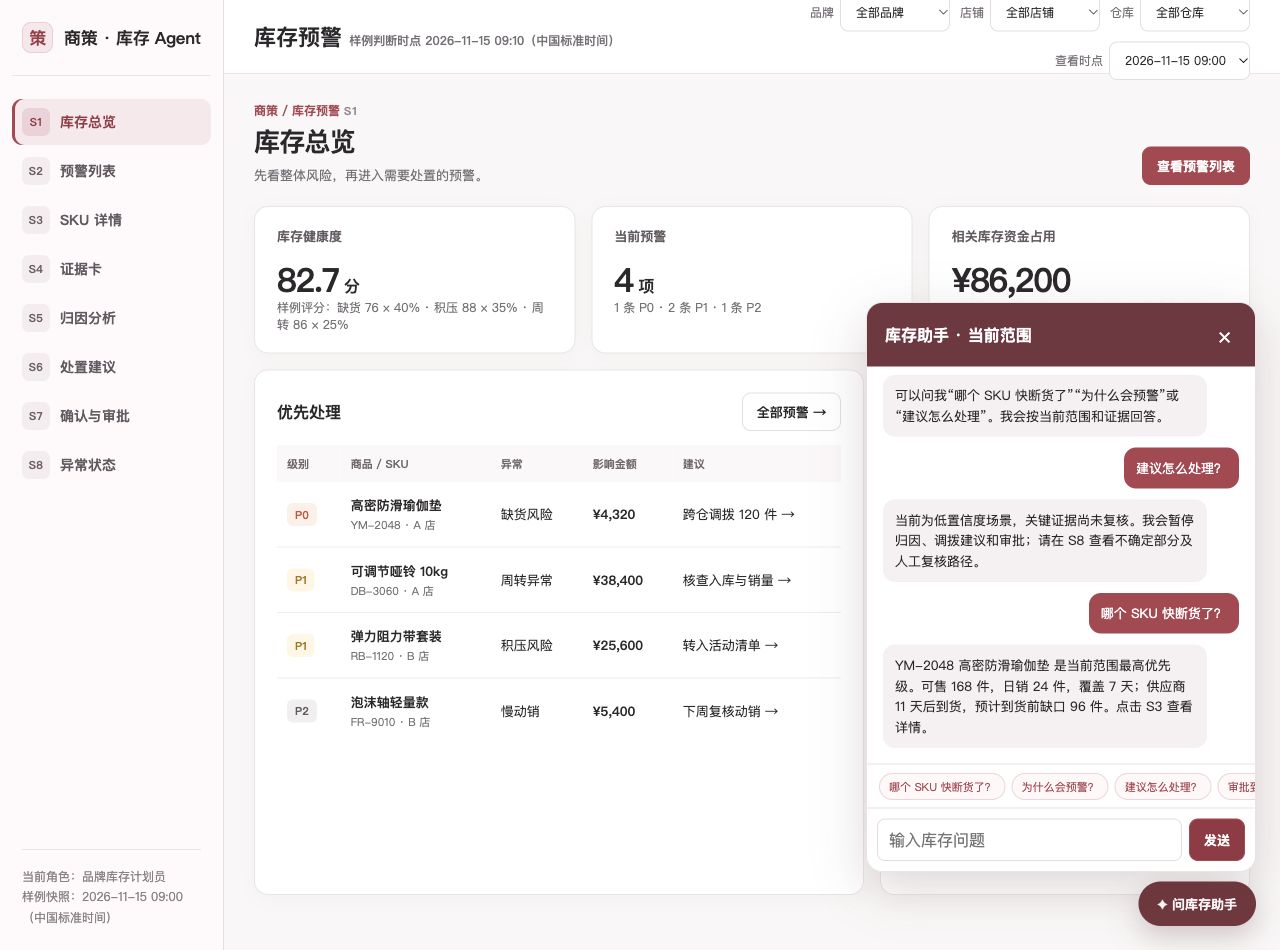 策 商策 · 库存 Agent
S1 库存总览
S2 预警列表
S3 SKU 详情
S4 证据卡
S5 归因分析
S6 处置建议
S7 确认与审批
S8 异常状态
当前角色：品牌库存计划员
样例快照：2026-11-15 09:00
（中国标准时间）
库存预警 样例判断时点 2026-11-15 09:10（中国标准时间）
品牌 全部品牌 店铺 全部店铺 仓库 全部仓库
查看时点 2026-11-15 09:00
商策 / 库存预警 S1
库存总览
先看整体风险，再进入需要处置的预警。
查看预警列表
库存健康度
82.7 分
样例评分：缺货 76 × 40% · 积压 88 × 35% · 周
转 86 × 25%
当前预警
4 项
1 条 P0 · 2 条 P1 · 1 条 P2
相关库存资金占用
¥86,200
优先处理
全部预警 →
级别 商品 / SKU 异常 影响金额 建议
P0 高密防滑瑜伽垫 缺货风险 ¥4,320 跨仓调拨 120 件 →
YM-2048 · A 店
P1 可调节哑铃 10kg 周转异常 ¥38,400 核查入库与销量 →
DB-3060 · A 店
P1 弹力阻力带套装 积压风险 ¥25,600 转入活动清单 →
RB-1120 · B 店
P2 泡沫轴轻量款 慢动销 ¥5,400 下周复核动销 →
FR-9010 · B 店
库存助手 · 当前范围 ×
可以问我“哪个 SKU 快断货了”“为什么会预警”或
“建议怎么处理”。我会按当前范围和证据回答。
建议怎么处理？
当前为低置信度场景，关键证据尚未复核。我会暂停
归因、调拨建议和审批；请在 S8 查看不确定部分及
人工复核路径。
哪个 SKU 快断货了？
YM-2048 高密防滑瑜伽垫 是当前范围最高优先
级。可售 168 件，日销 24 件，覆盖 7 天；供应商
11 天后到货，预计到货前缺口 96 件。点击 S3 查看
详情。
哪个 SKU 快断货了？ 为什么会预警？ 建议怎么处理？ 审批
输入库存问题 发送
✦ 问库存助手